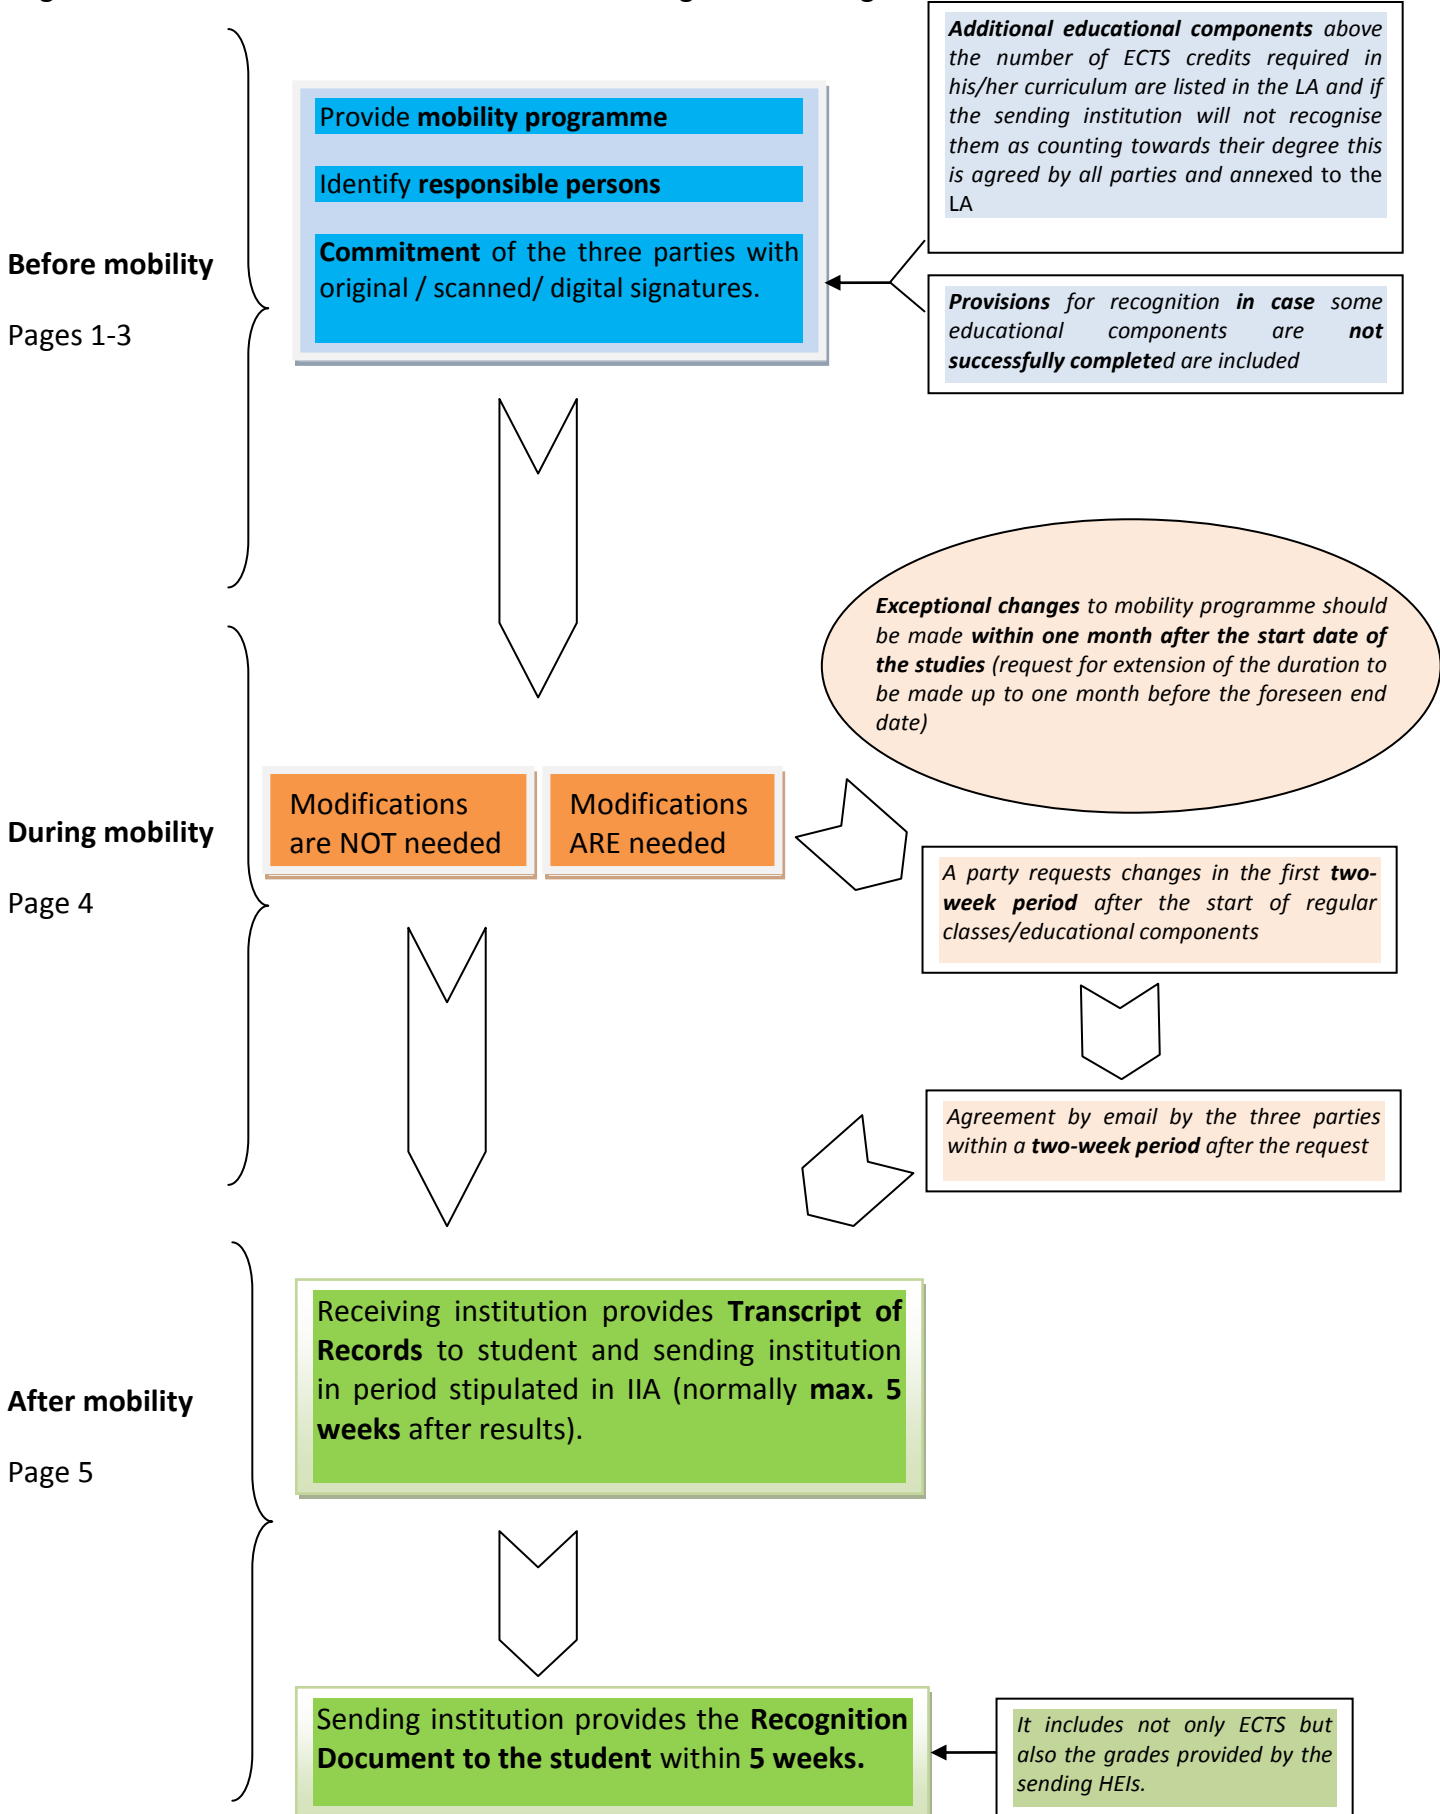 Additional educational components above
the number of ECTS credits required in
his/her curriculum are listed in the LA and if
the sending institution will not recognise
them as counting towards their degree this
is agreed by all parties and annexed to the
LA
Provide mobility programme
Identify responsible persons
Commitment of the three parties with
original / scanned/ digital signatures.
Before mobility
Pages 1-3
Provisions for recognition in case some
educational components are not
successfully completed are included
Exceptional changes to mobility programme should
be made within one month after the start date of
the studies (request for extension of the duration to
be made up to one month before the foreseen end
date)
During mobility
Page 4
Modifications
are NOT needed
Modifications
ARE needed
A party requests changes in the first two-
week period after the start of regular
classes/educational components
Agreement by email by the three parties
within a two-week period after the request
After mobility
Page 5
Receiving institution provides Transcript of
Records to student and sending institution
in period stipulated in IIA (normally max. 5
weeks after results).
Sending institution provides the Recognition
Document to the student within 5 weeks.
It includes not only ECTS but
also the grades provided by the
sending HEIs.